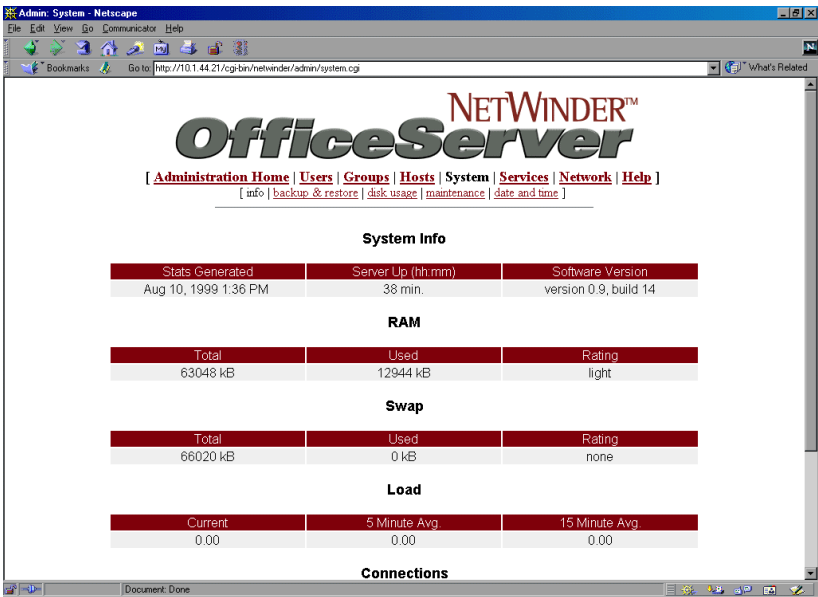 Admin: System - Netscape
File Edit View Go Communicator Help
Bookmarks Go to: http://10.1.44.21/cgi-bin/netwinder/admin/system.cgi What's Related
NETWINDER™
OfficeServer
[ Administration Home | Users | Groups | Hosts | System | Services | Network | Help ]
[ info | backup & restore | disk usage | maintenance | date and time ]
System Info
Stats Generated Server Up (hh:mm) Software Version
Aug 10, 1999 1:36 PM 38 min. version 0.9, build 14
RAM
Total Used Rating
63048 kB 12944 kB light
Swap
Total Used Rating
66020 kB 0 kB none
Load
Current 5 Minute Avg. 15 Minute Avg.
0.00 0.00 0.00
Connections
Document: Done